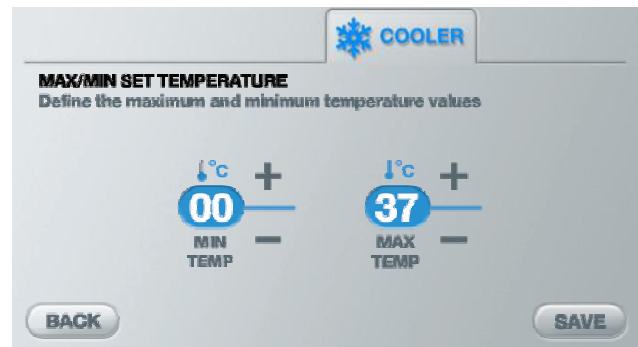 COOLER
MAX/MIN SET TEMPERATURE
Define the maximum and minimum temperature values
°C + °C +
00 37
MIN − MAX −
TEMP TEMP
BACK SAVE